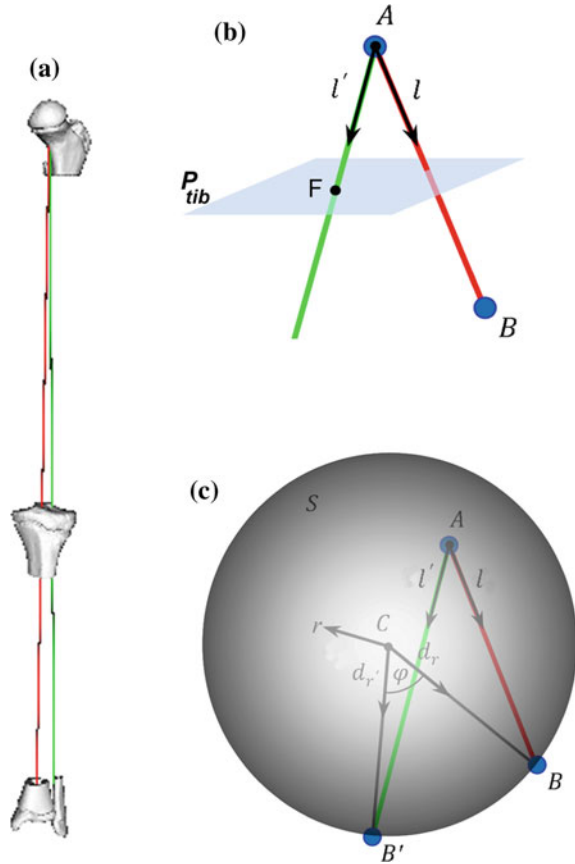 (a)
(b)
A
l′ l
P_tib
F
B
(c)
S
A
l′ l
r C
d_r′ φ d_r
B
B′